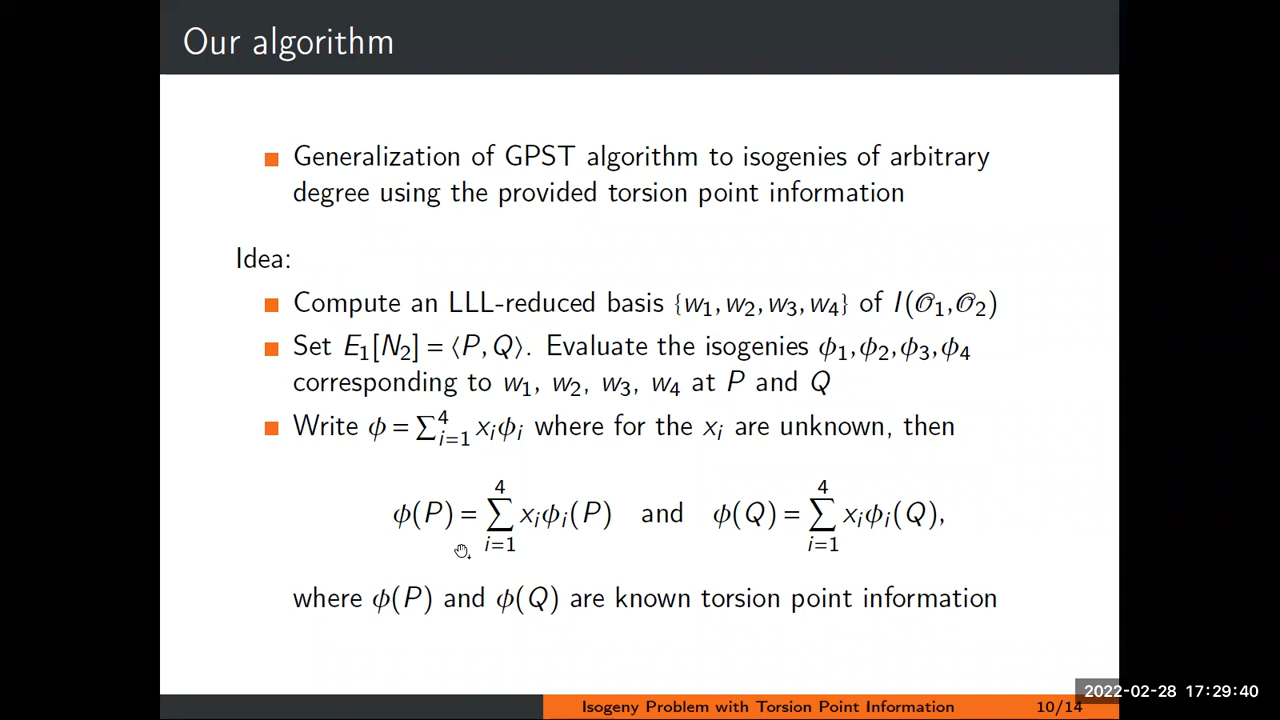 Our algorithm
Generalization of GPST algorithm to isogenies of arbitrary
degree using the provided torsion point information
Idea:
Compute an LLL-reduced basis {w₁, w₂, w₃, w₄} of I(𝒪₁, 𝒪₂)
Set E₁[N₂] = ⟨P, Q⟩. Evaluate the isogenies ϕ₁, ϕ₂, ϕ₃, ϕ₄
corresponding to w₁, w₂, w₃, w₄ at P and Q
Write ϕ = ∑⁴ᵢ₌₁ xᵢϕᵢ where for the xᵢ are unknown, then
ϕ(P) = ∑⁴ᵢ₌₁ xᵢϕᵢ(P) and ϕ(Q) = ∑⁴ᵢ₌₁ xᵢϕᵢ(Q),
where ϕ(P) and ϕ(Q) are known torsion point information
2022-02-28 17:29:40
Isogeny Problem with Torsion Point Information 10/14